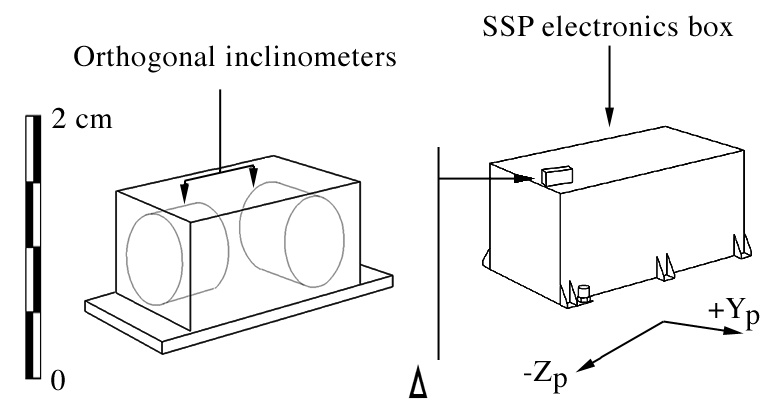 SSP electronics box
Orthogonal inclinometers
2 cm
+Yp
-Zp
0
Δ